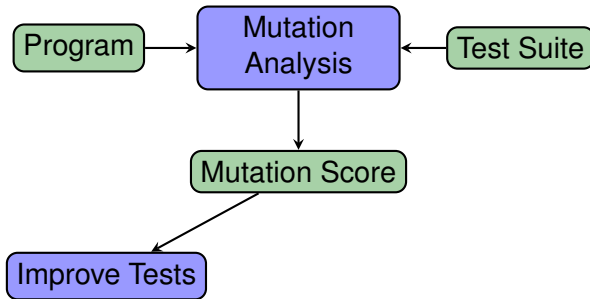 Program
Mutation
Analysis
Test Suite
Mutation Score
Improve Tests